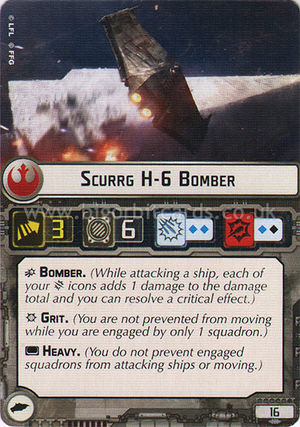 © LFL © FFG
SCURRG H-6 BOMBER
3 6
BOMBER. (While attacking a ship, each of
your icons adds 1 damage to the damage
total and you can resolve a critical effect.)
GRIT. (You are not prevented from moving
while you are engaged by only 1 squadron.)
HEAVY. (You do not prevent engaged
squadrons from attacking ships or moving.)
16